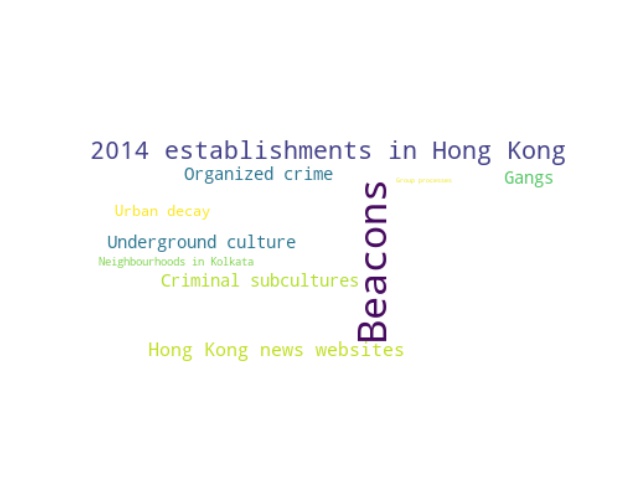 2014 establishments in Hong Kong
Organized crime
Group processes
Gangs
Urban decay
Beacons
Underground culture
Neighbourhoods in Kolkata
Criminal subcultures
Hong Kong news websites